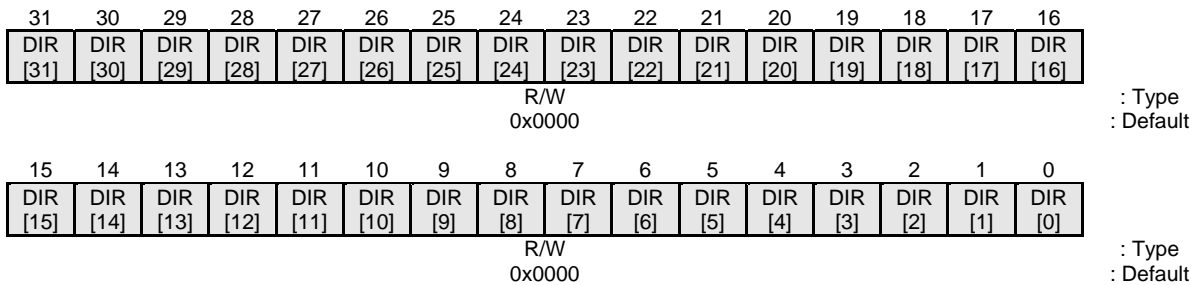 31 30 29 28 27 26 25 24 23 22 21 20 19 18 17 16
DIR DIR DIR DIR DIR DIR DIR DIR DIR DIR DIR DIR DIR DIR DIR DIR
[31] [30] [29] [28] [27] [26] [25] [24] [23] [22] [21] [20] [19] [18] [17] [16]
R/W : Type
0x0000 : Default
15 14 13 12 11 10 9 8 7 6 5 4 3 2 1 0
DIR DIR DIR DIR DIR DIR DIR DIR DIR DIR DIR DIR DIR DIR DIR DIR
[15] [14] [13] [12] [11] [10] [9] [8] [7] [6] [5] [4] [3] [2] [1] [0]
R/W : Type
0x0000 : Default